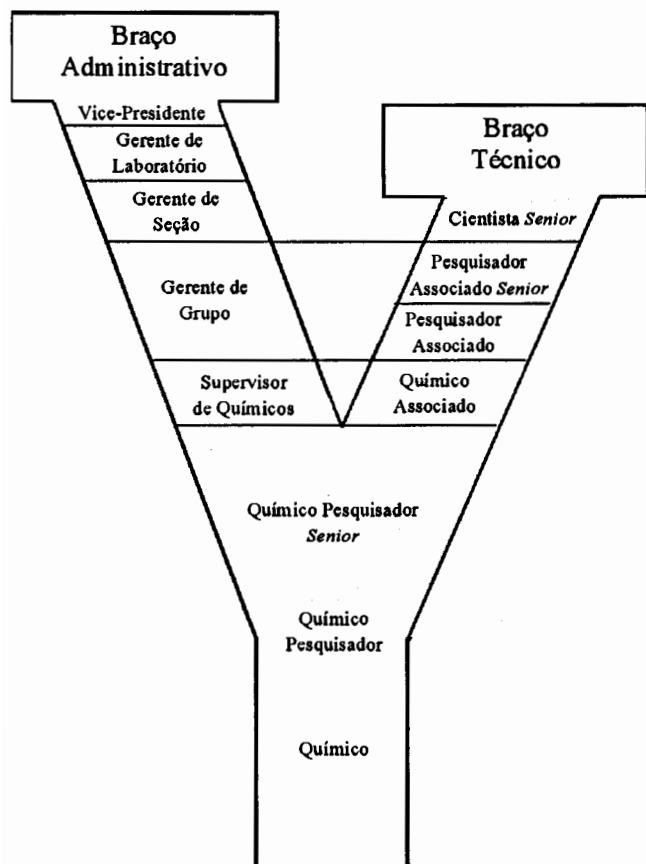 Braço
Administrativo
Vice-Presidente
Gerente de
Laboratório
Gerente de
Seção
Gerente de
Grupo
Supervisor
de Químicos
Braço
Técnico
Cientista Senior
Pesquisador
Associado Senior
Pesquisador
Associado
Químico
Associado
Químico Pesquisador
Senior
Químico
Pesquisador
Químico